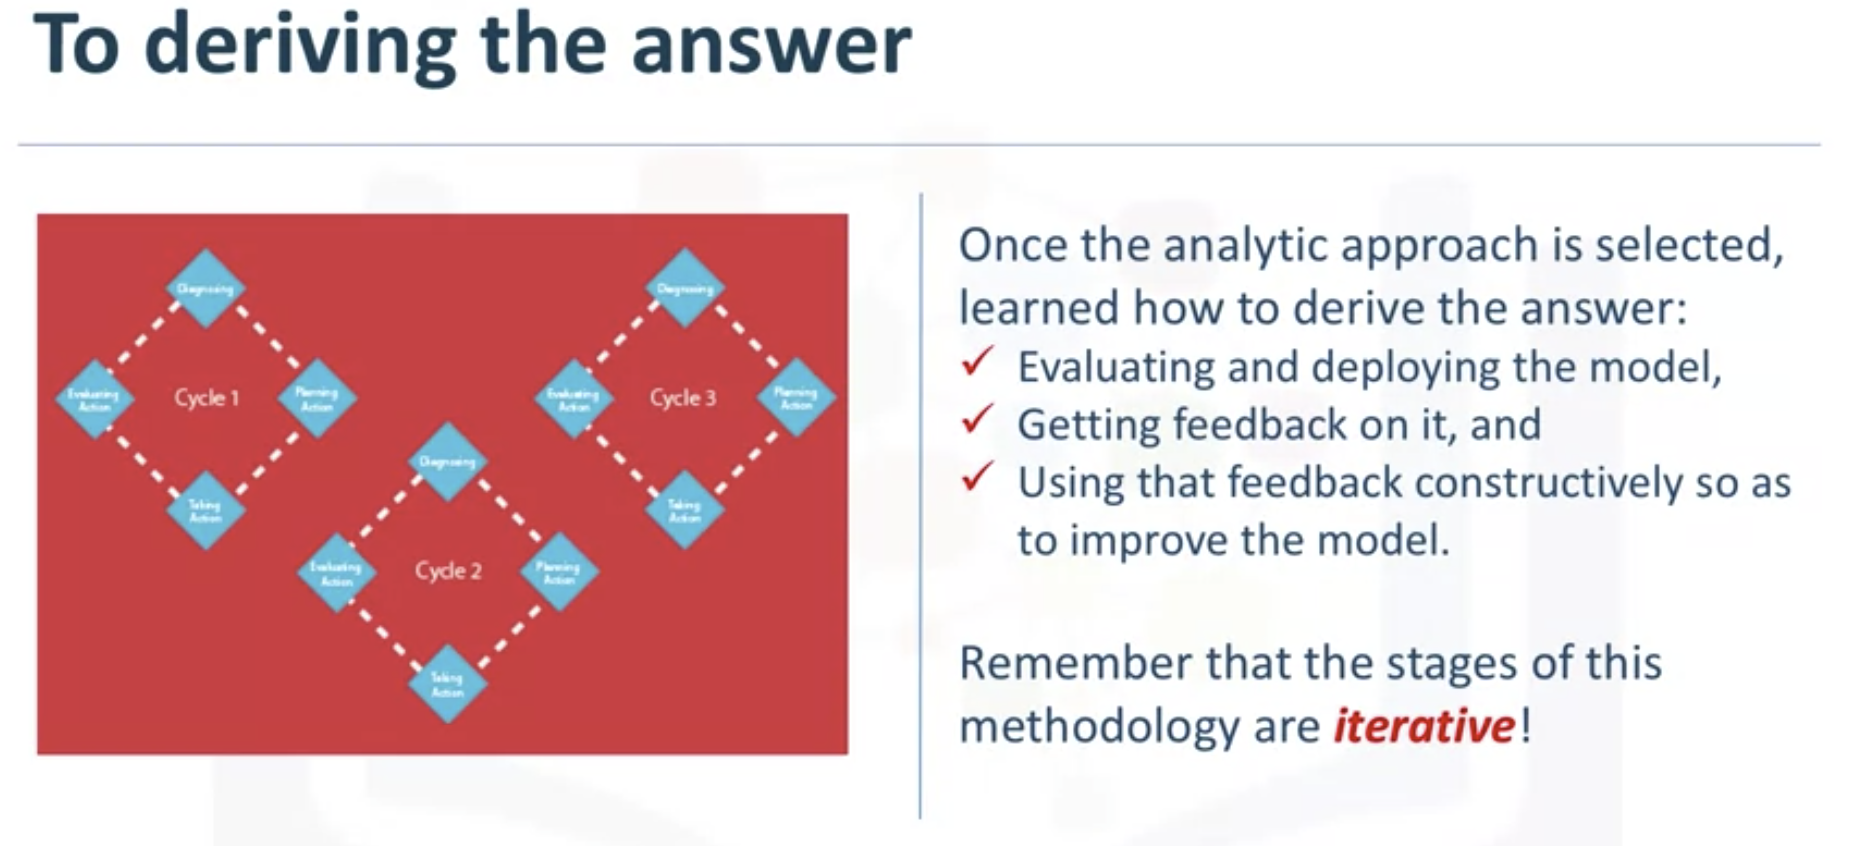 To deriving the answer
Diagnosing
Evaluating
Action
Cycle 1
Planning
Action
Taking
Action
Diagnosing
Evaluating
Action
Cycle 2
Planning
Action
Taking
Action
Diagnosing
Evaluating
Action
Cycle 3
Planning
Action
Taking
Action
Once the analytic approach is selected,
learned how to derive the answer:
✓ Evaluating and deploying the model,
✓ Getting feedback on it, and
✓ Using that feedback constructively so as
to improve the model.
Remember that the stages of this
methodology are iterative!